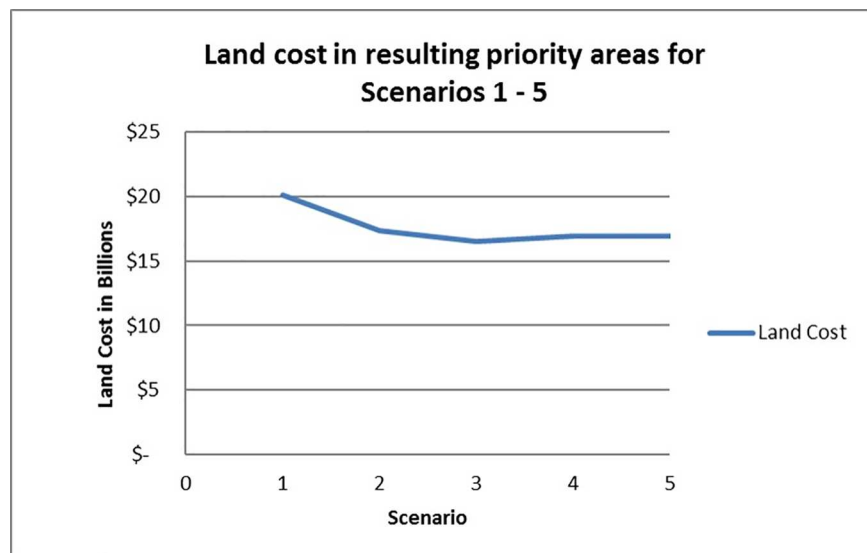 Land cost in resulting priority areas for
Scenarios 1 - 5
$25
$20
$15
$10
$5
$-
Land Cost in Billions
0 1 2 3 4 5
Scenario
Land Cost